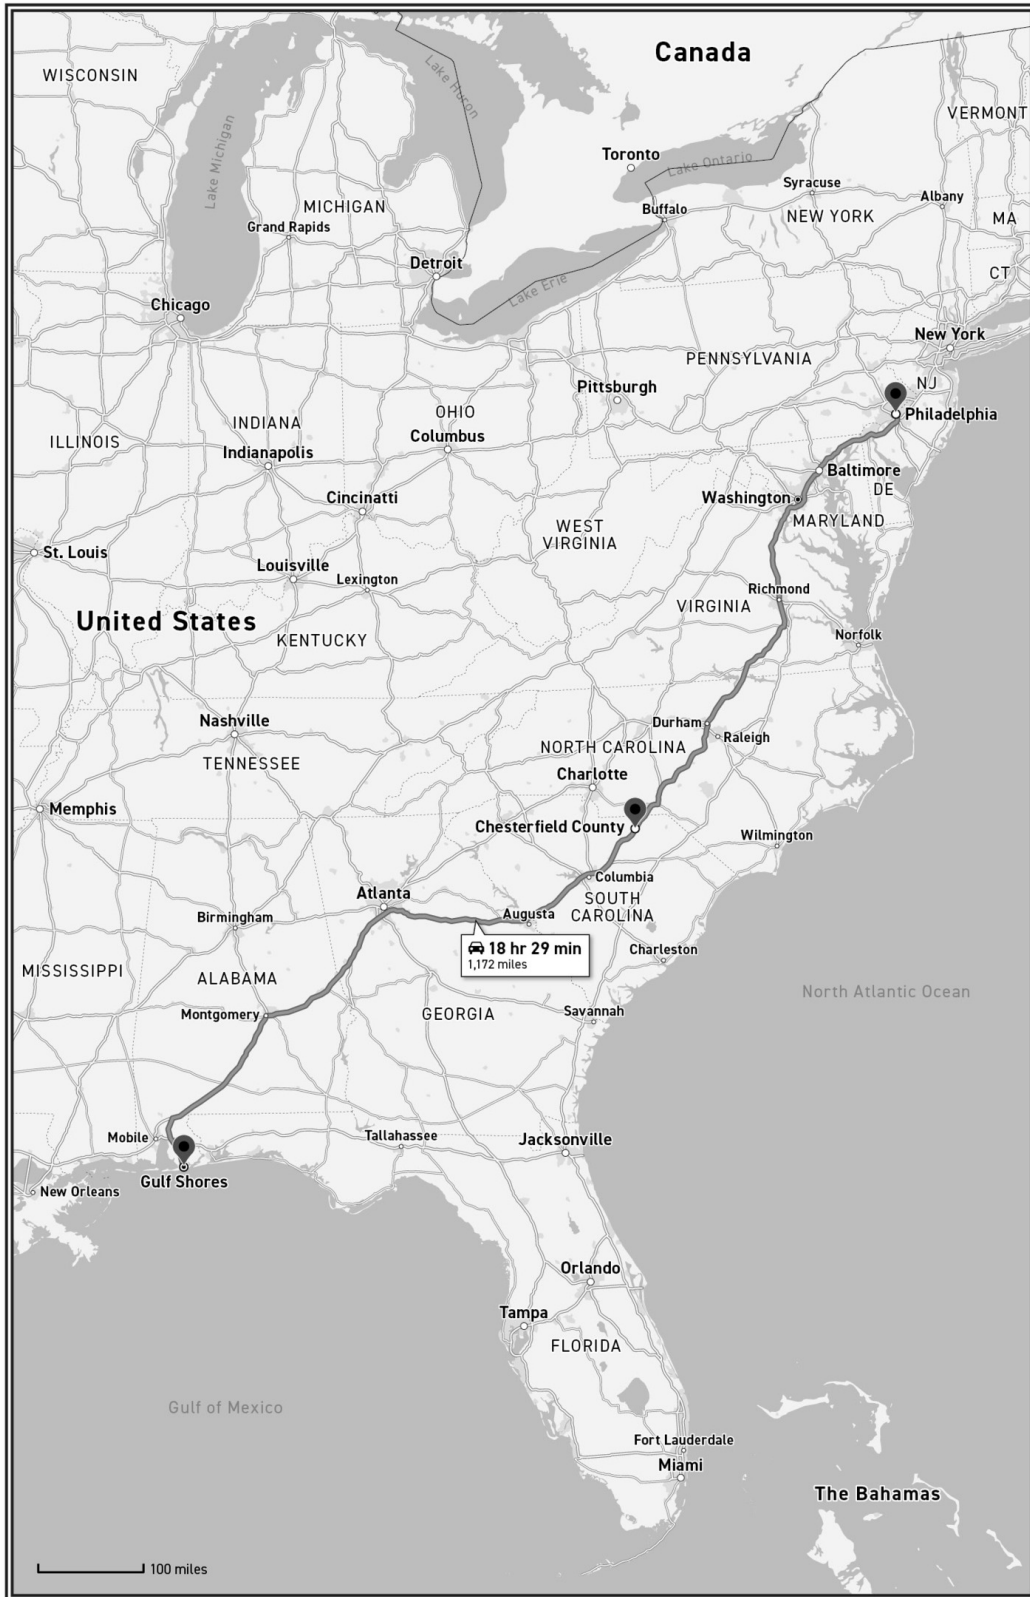 Canada
WISCONSIN
Lake Huron
VERMONT
Lake Michigan
Toronto
Lake Ontario
Syracuse
Albany
MICHIGAN
Buffalo
NEW YORK
MA
Grand Rapids
Detroit
CT
Lake Erie
Chicago
New York
PENNSYLVANIA
Pittsburgh
NJ
OHIO
Philadelphia
INDIANA
Columbus
ILLINOIS
Indianapolis
Baltimore
DE
Cincinatti
Washington
MARYLAND
WEST
VIRGINIA
St. Louis
Louisville
Lexington
Richmond
VIRGINIA
United States
Norfolk
KENTUCKY
Nashville
Durham
Raleigh
NORTH CAROLINA
TENNESSEE
Charlotte
Memphis
Chesterfield County
Wilmington
Columbia
Atlanta
SOUTH
CAROLINA
Birmingham
Augusta
18 hr 29 min
1,172 miles
Charleston
MISSISSIPPI
ALABAMA
North Atlantic Ocean
Montgomery
GEORGIA
Savannah
Mobile
Tallahassee
Jacksonville
Gulf Shores
New Orleans
Orlando
Tampa
FLORIDA
Gulf of Mexico
Fort Lauderdale
Miami
The Bahamas
100 miles